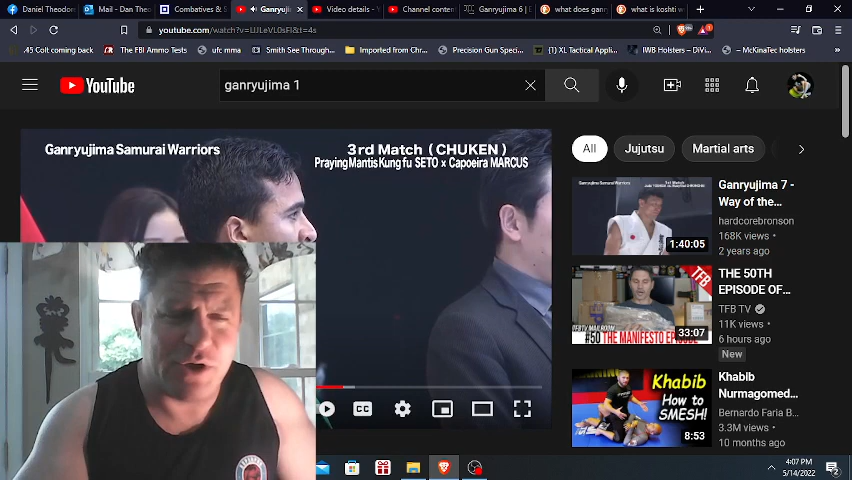 Daniel Theodor
Mail - Dan Theo
Combatives & S
Ganryuji
Video details - Y
Channel conten
Ganryujima 6 |
what does gan
what is koshti w
youtube.com/watch?v=
&t=4s
.45 Colt coming back
The FBI Ammo Tests
ufc mma
Smith See Through...
Imported from Chr...
Precision Gun Speci...
(1) XL Tactical Appli...
IWB Holsters – DiVi...
– McKinaTec holsters
YouTube
ganryujima 1
Ganryujima Samurai Warriors
3rd Match ( CHUKEN )
Praying Mantis Kung fu SETO x Capoeira MARCUS
CC
All
Jujutsu
Martial arts
Ganryujima 7 -
Way of the...
hardcorebronson
168K views •
2 years ago
1:40:05
THE 50TH
EPISODE OF...
TFB TV
11K views •
6 hours ago
New
TFB
TFBTV MAILROOM
#50 THE MANIFESTO EPISODE
33:07
Khabib
Nurmagomed...
Bernardo Faria B...
3.3M views •
10 months ago
Khabib
How to
SMESH!
8:53
4:07 PM
5/14/2022
2